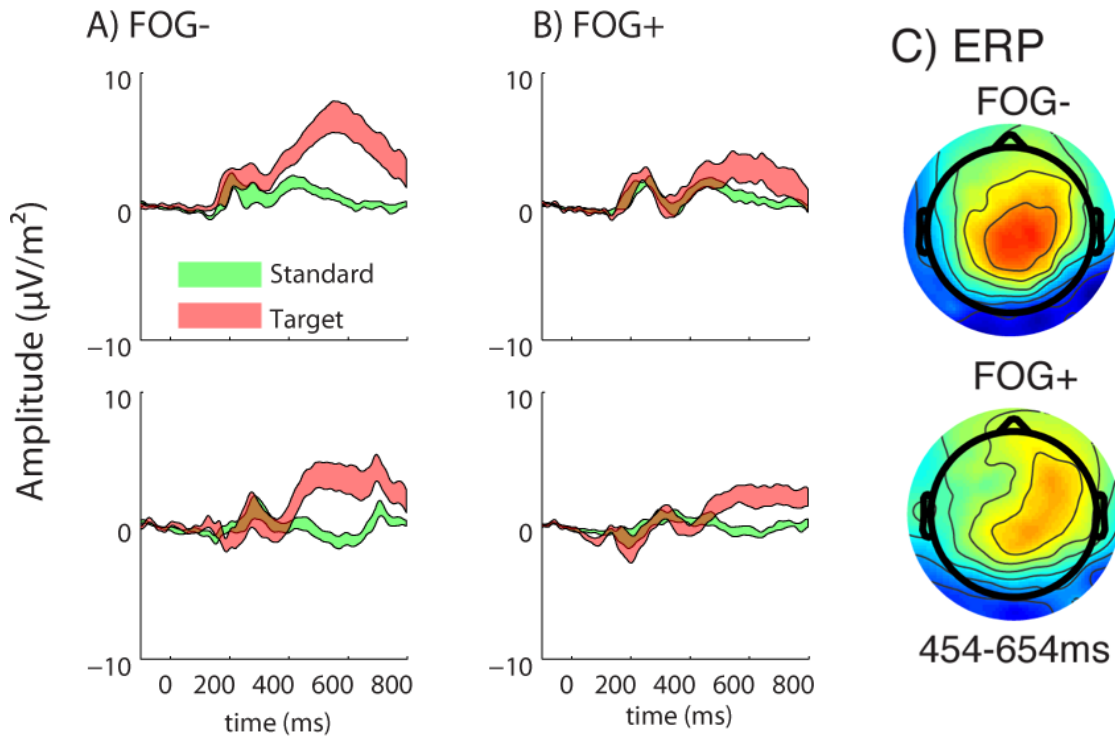 A) FOG-
B) FOG+
C) ERP
FOG-
FOG+
454-654ms
Amplitude (µV/m²)
10
0
−10
Standard
Target
10
0
−10
10
0
−10
0 200 400 600 800
time (ms)
10
0
−10
0 200 400 600 800
time (ms)